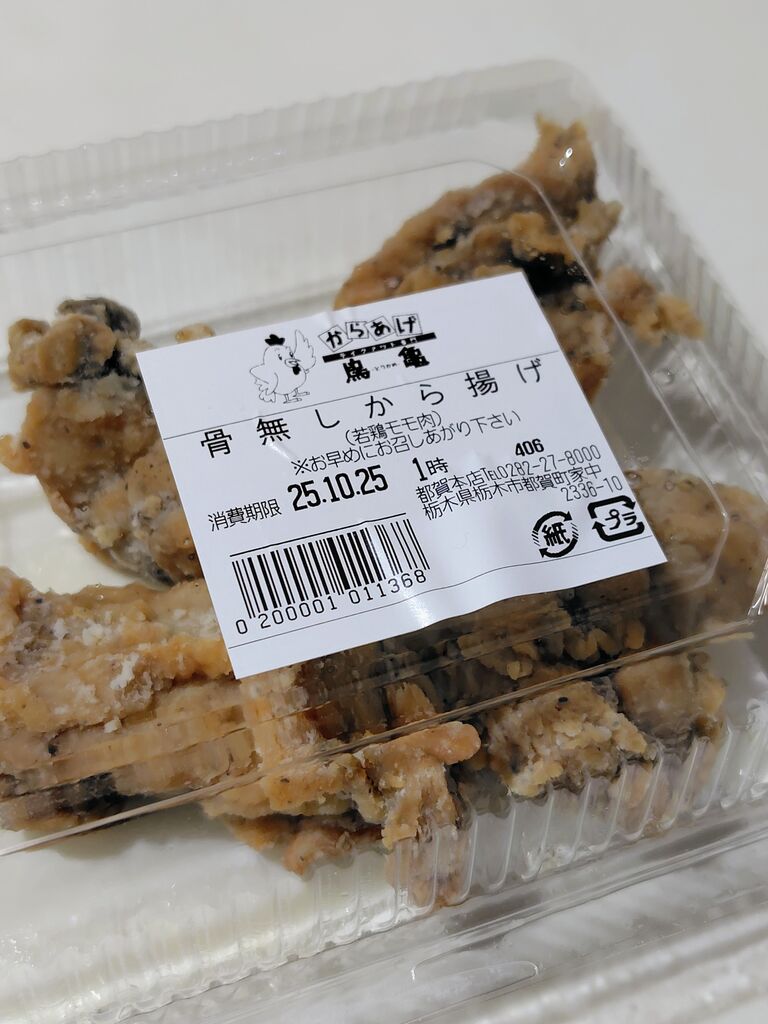 からあげ
テイクアウト専門
鳥亀
とりかめ
骨無しから揚げ
(若鶏モモ肉)
※お早めにお召しあがり下さい
消費期限 25.10.25 1時
406
都賀本店TEL0282-27-8000
栃木県栃木市都賀町家中
2336-10
紙
プラ
0 200001 011368